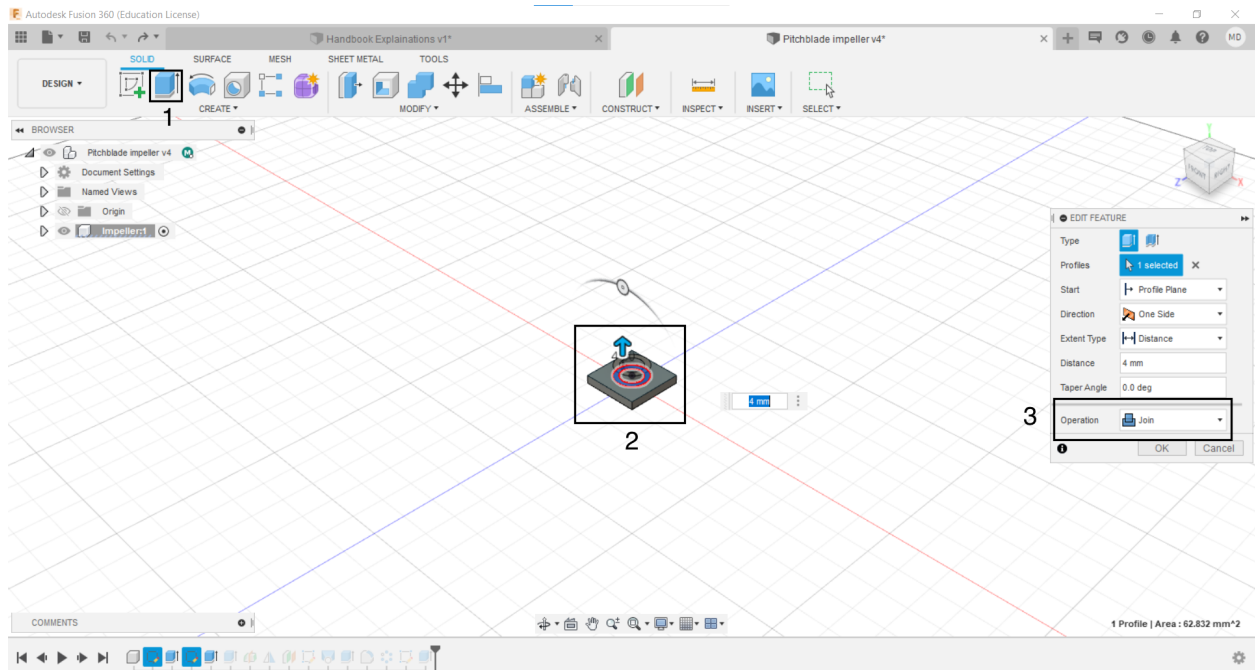 Autodesk Fusion 360 (Education License)
Handbook Explainations v1*
Pitchblade impeller v4*
MD
SOLID
SURFACE
MESH
SHEET METAL
TOOLS
DESIGN
CREATE
MODIFY
ASSEMBLE
CONSTRUCT
INSPECT
INSERT
SELECT
1
BROWSER
Pitchblade impeller v4
M
Document Settings
Named Views
Origin
Impeller:1
Y
Z
X
EDIT FEATURE
Type
Profiles 1 selected
Start Profile Plane
Direction One Side
Extent Type Distance
Distance 4 mm
Taper Angle 0.0 deg
3
Operation Join
OK Cancel
4 mm
2
COMMENTS
1 Profile | Area : 62.832 mm^2